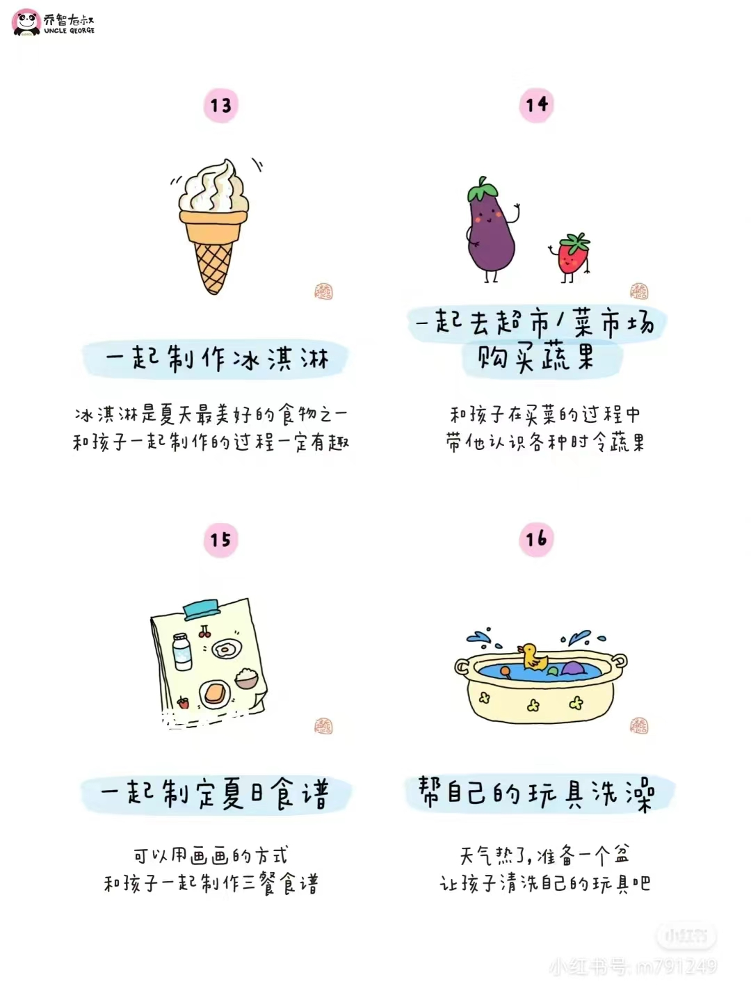 乔智大叔
UNCLE GEORGE
13
一起制作冰淇淋
冰淇淋是夏天最美好的食物之一
和孩子一起制作的过程一定有趣
14
一起去超市/菜市场
购买蔬果
和孩子在买菜的过程中
带他认识各种时令蔬果
15
一起制定夏日食谱
可以用画画的方式
和孩子一起制作三餐食谱
16
帮自己的玩具洗澡
天气热了,准备一个盆
让孩子清洗自己的玩具吧
小红书
小红书号: m791249